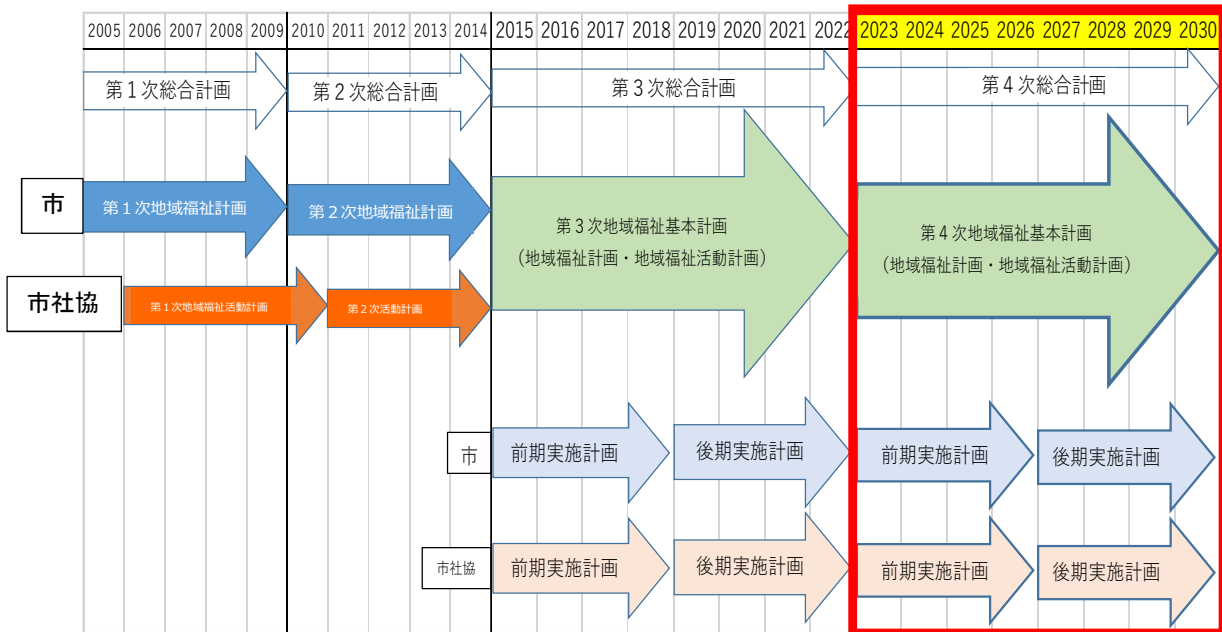 2005 2006 2007 2008 2009 2010 2011 2012 2013 2014 2015 2016 2017 2018 2019 2020 2021 2022 2023 2024 2025 2026 2027 2028 2029 2030
第1次総合計画 第2次総合計画 第3次総合計画 第4次総合計画
市 第1次地域福祉計画 第2次地域福祉計画
第3次地域福祉基本計画
(地域福祉計画・地域福祉活動計画)
第4次地域福祉基本計画
(地域福祉計画・地域福祉活動計画)
市社協 第1次地域福祉活動計画 第2次活動計画
市 前期実施計画 後期実施計画 前期実施計画 後期実施計画
市社協 前期実施計画 後期実施計画 前期実施計画 後期実施計画